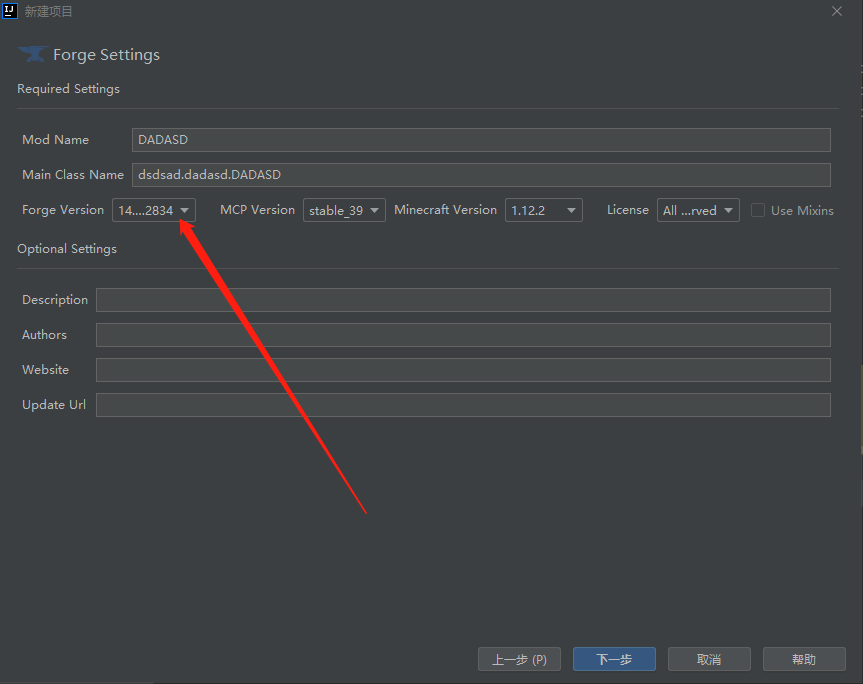 新建项目
Forge Settings
Required Settings
Mod Name DADASD
Main Class Name dsdsad.dadasd.DADASD
Forge Version 14....2834 MCP Version stable_39 Minecraft Version 1.12.2 License All ...rved Use Mixins
Optional Settings
Description
Authors
Website
Update Url
上一步 (P) 下一步 取消 帮助